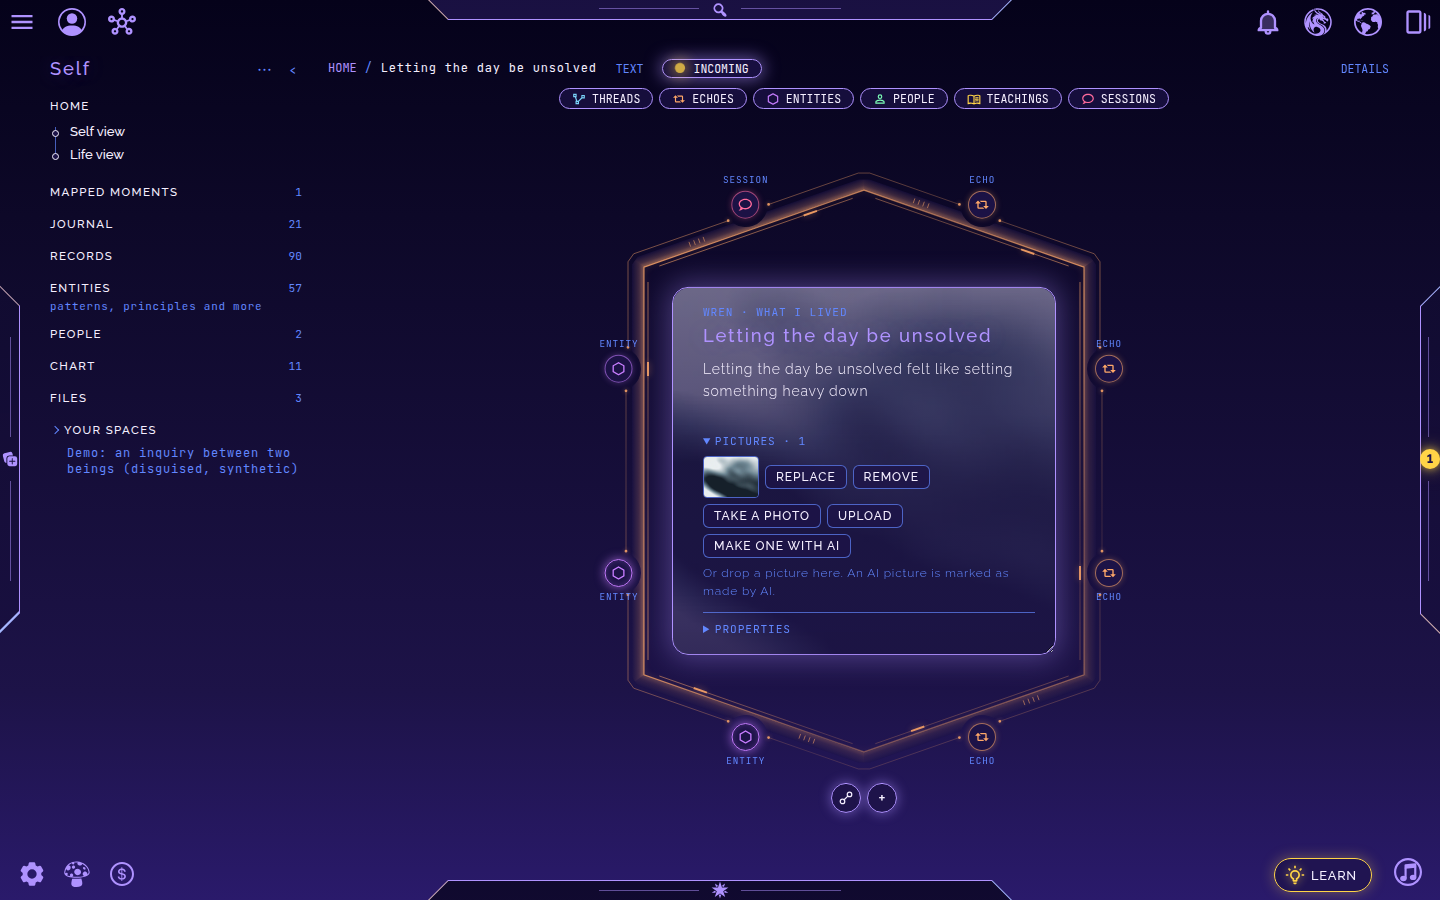 Self
HOME
Self view
Life view
MAPPED MOMENTS 1
JOURNAL 21
RECORDS 90
ENTITIES 57
patterns, principles and more
PEOPLE 2
CHART 11
FILES 3
YOUR SPACES
Demo: an inquiry between two
beings (disguised, synthetic)
HOME / Letting the day be unsolved TEXT INCOMING
DETAILS
THREADS ECHOES ENTITIES PEOPLE TEACHINGS SESSIONS
SESSION
ECHO
ENTITY
ECHO
WREN · WHAT I LIVED
Letting the day be unsolved
Letting the day be unsolved felt like setting
something heavy down
PICTURES · 1
REPLACE REMOVE
TAKE A PHOTO UPLOAD
MAKE ONE WITH AI
Or drop a picture here. An AI picture is marked as
made by AI.
PROPERTIES
ENTITY
ECHO
ENTITY
ECHO
1
LEARN